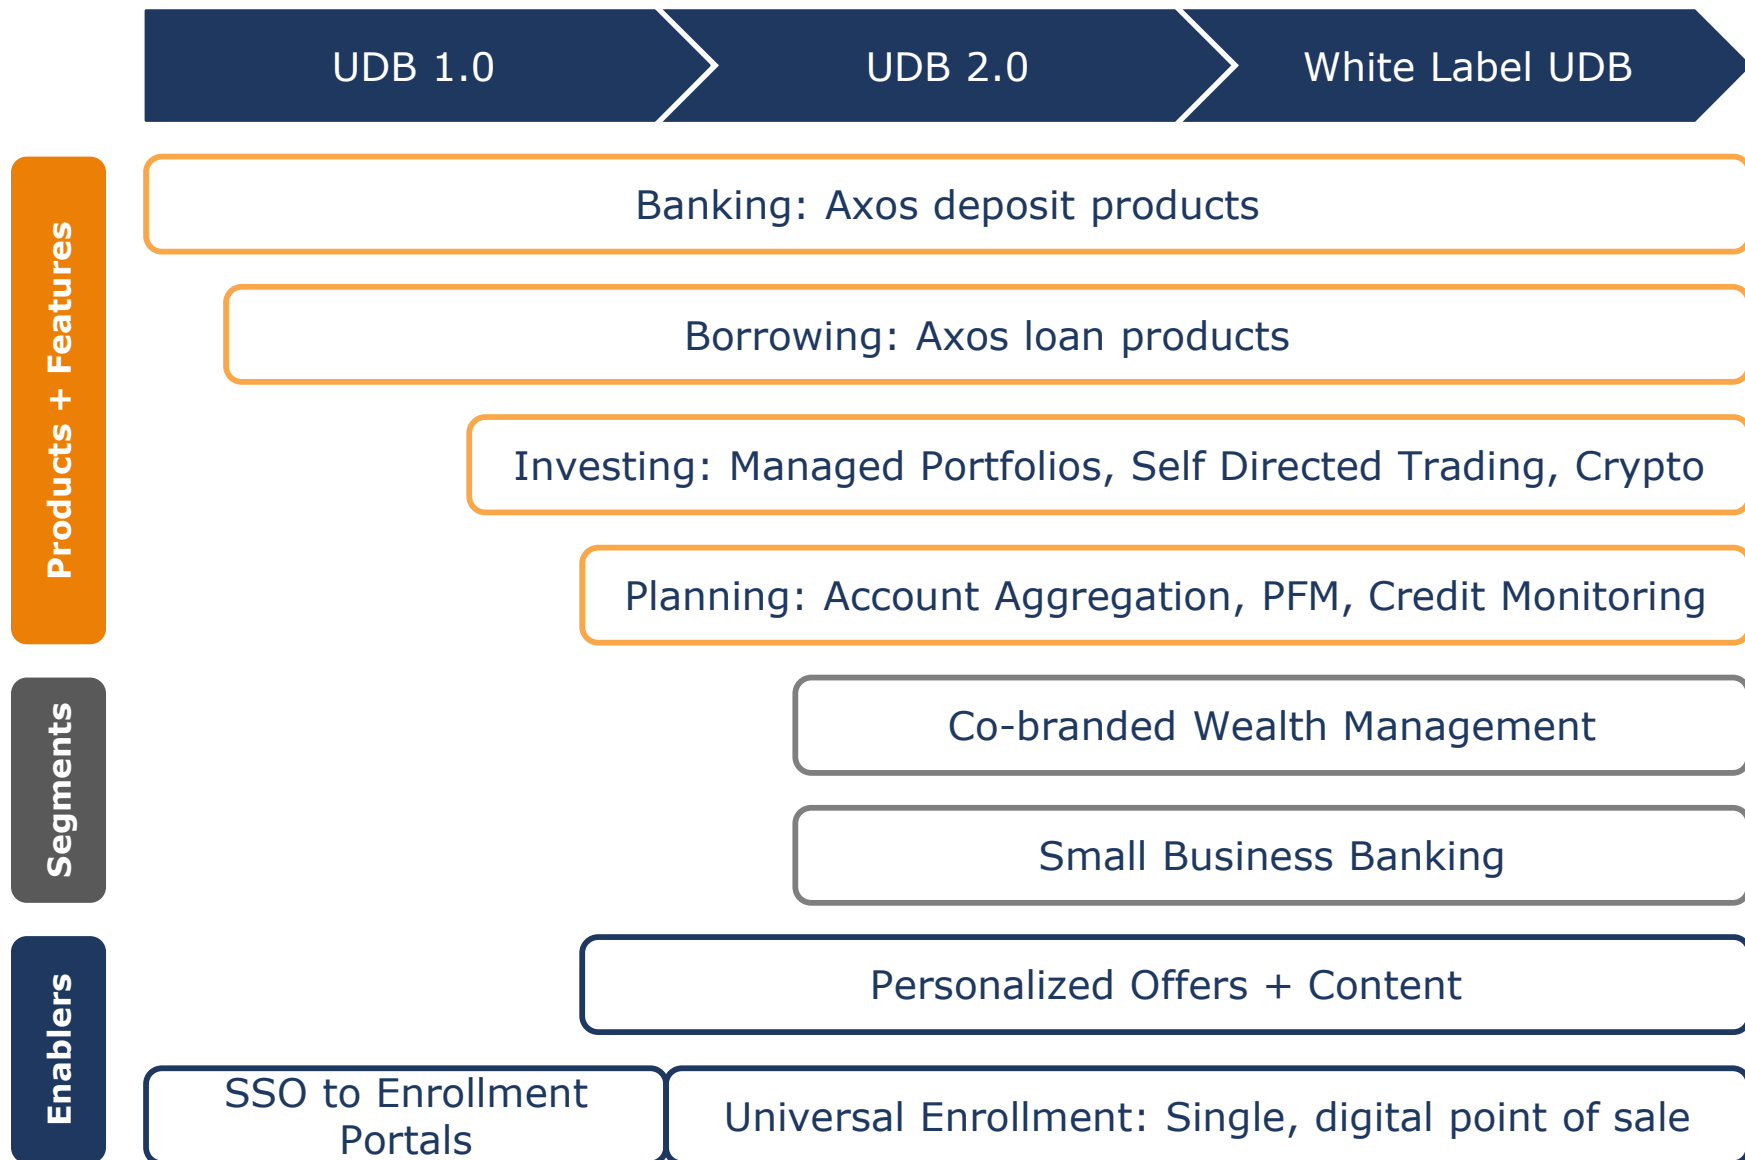 UDB 1.0
UDB 2.0
White Label UDB
Products + Features
Banking: Axos deposit products
Borrowing: Axos loan products
Investing: Managed Portfolios, Self Directed Trading, Crypto
Planning: Account Aggregation, PFM, Credit Monitoring
Segments
Co-branded Wealth Management
Small Business Banking
Enablers
Personalized Offers + Content
SSO to Enrollment
Portals
Universal Enrollment: Single, digital point of sale